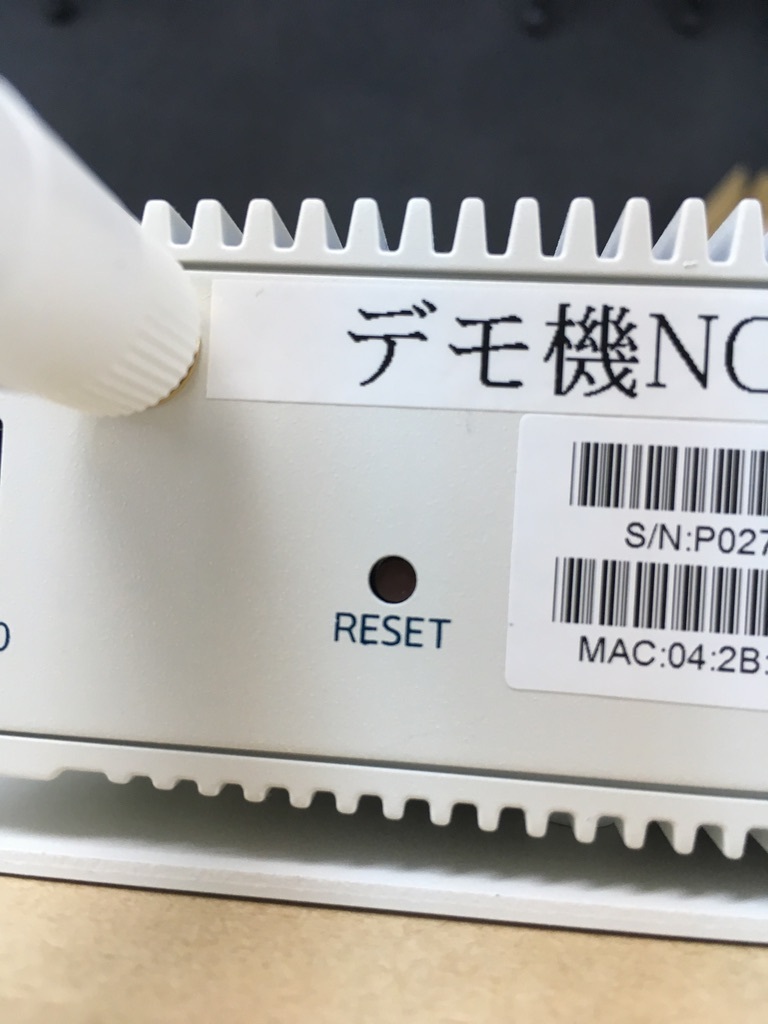 デモ機NO
S/N:P027
RESET
MAC:04:2B: